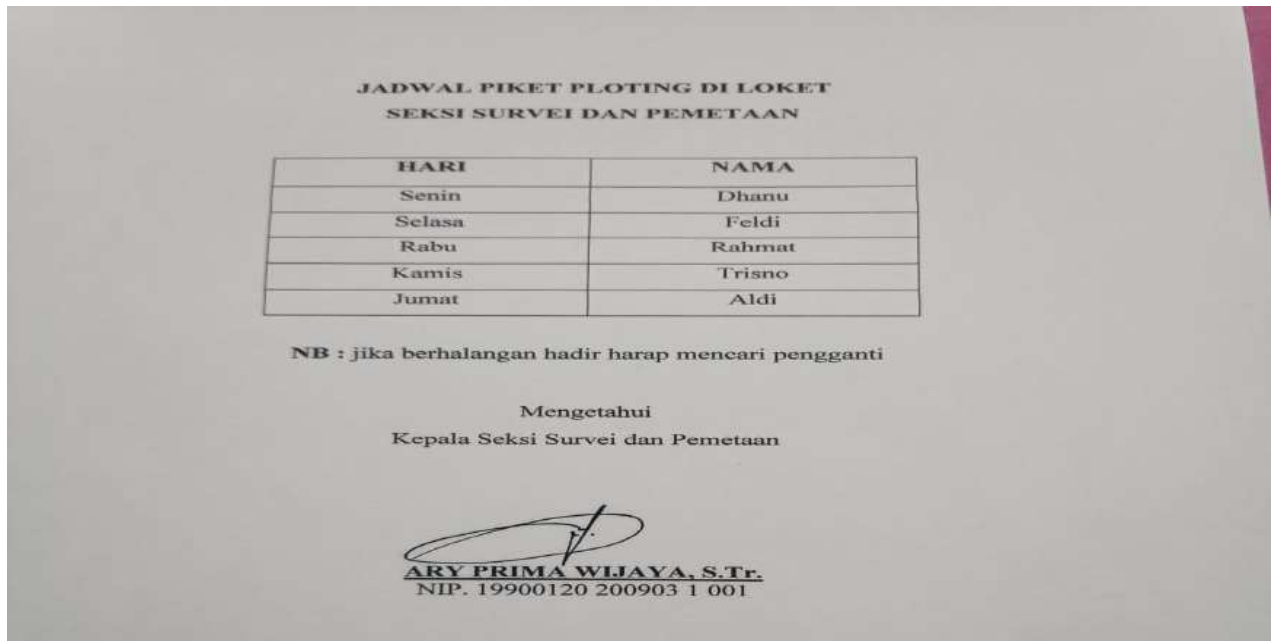 JADWAL PIKET PLOTING DI LOKET
SEKSI SURVEI DAN PEMETAAN
HARI NAMA
Senin Dhanu
Selasa Feldi
Rabu Rahmat
Kamis Trisno
Jumat Aldi
NB : jika berhalangan hadir harap mencari pengganti
Mengetahui
Kepala Seksi Survei dan Pemetaan
ARY PRIMA WIJAYA, S.Tr.
NIP. 19900120 200903 1 001